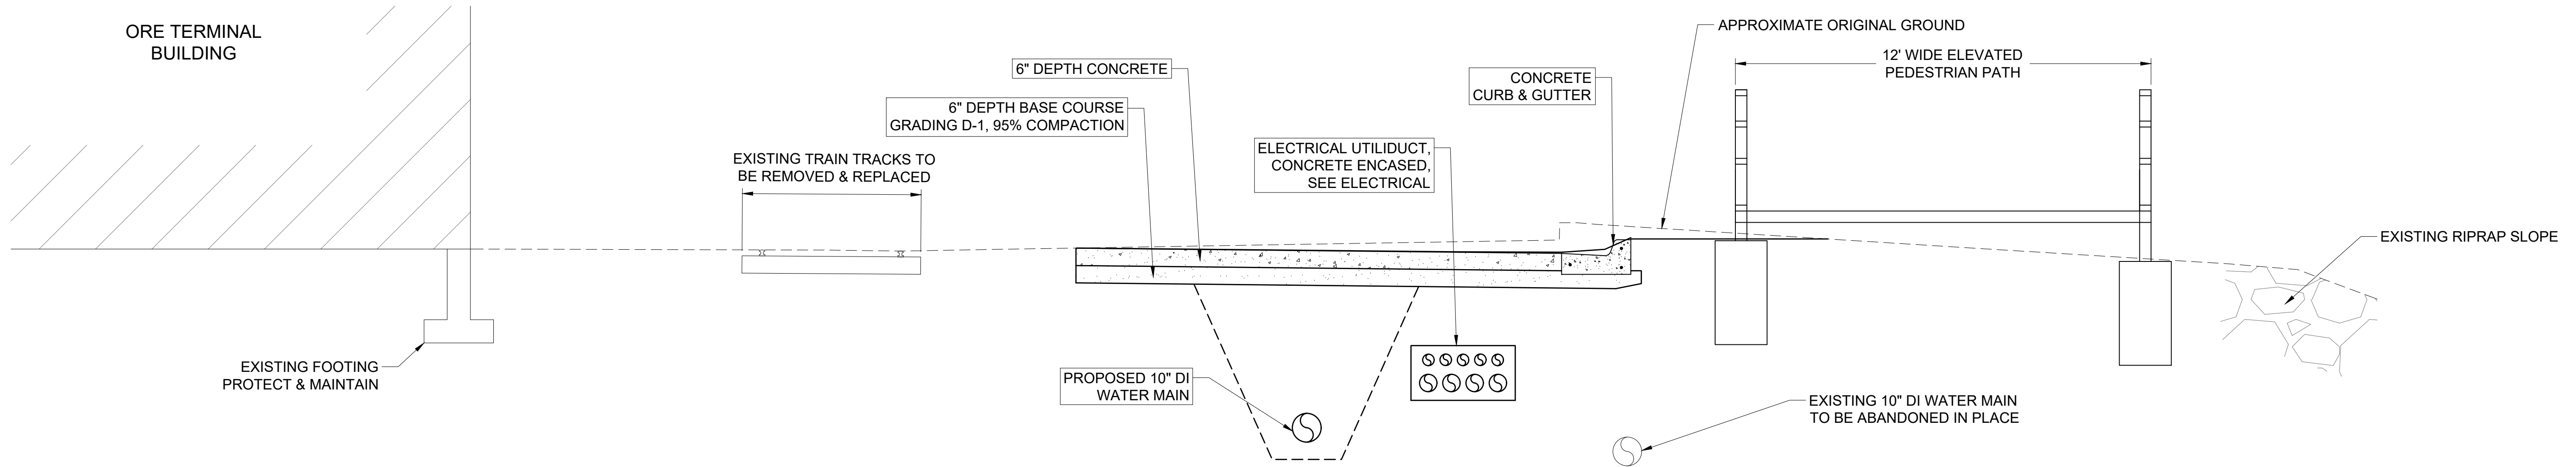 ORE TERMINAL
BUILDING
EXISTING FOOTING
PROTECT & MAINTAIN
EXISTING TRAIN TRACKS TO
BE REMOVED & REPLACED
6" DEPTH CONCRETE
6" DEPTH BASE COURSE
GRADING D-1, 95% COMPACTION
PROPOSED 10" DI
WATER MAIN
ELECTRICAL UTILIDUCT,
CONCRETE ENCASED,
SEE ELECTRICAL
CONCRETE
CURB & GUTTER
APPROXIMATE ORIGINAL GROUND
12' WIDE ELEVATED
PEDESTRIAN PATH
EXISTING RIPRAP SLOPE
EXISTING 10" DI WATER MAIN
TO BE ABANDONED IN PLACE